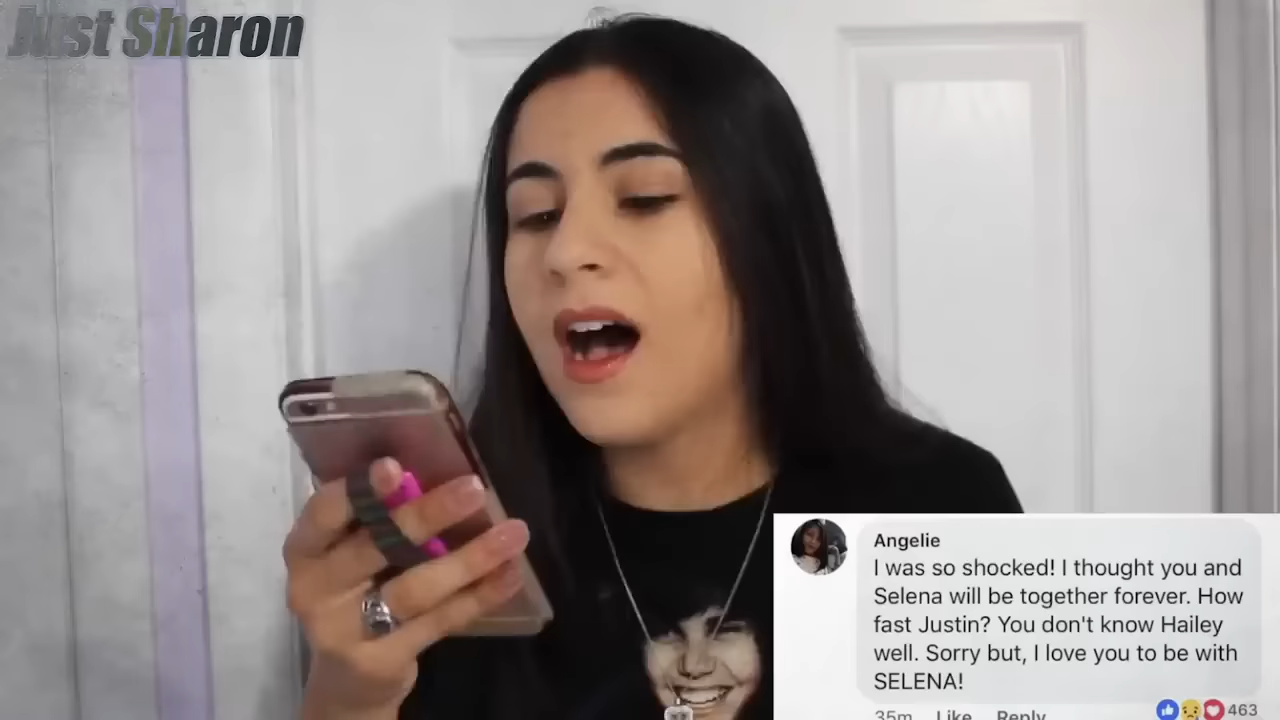 Just Sharon
Angelie
I was so shocked! I thought you and
Selena will be together forever. How
fast Justin? You don't know Hailey
well. Sorry but, I love you to be with
SELENA!
35m Like Reply
463